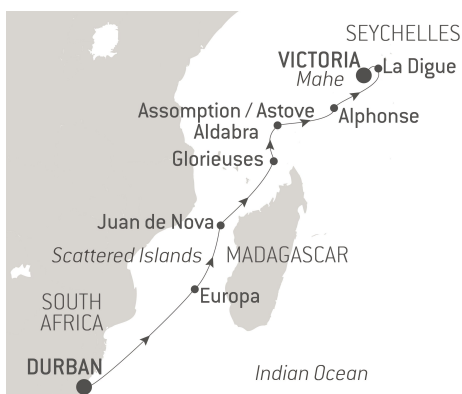 SEYCHELLES
VICTORIA
Mahe
La Digue
Assomption / Astove
Aldabra
Alphonse
Glorieuses
Juan de Nova
Scattered Islands
MADAGASCAR
Europa
SOUTH
AFRICA
DURBAN
Indian Ocean